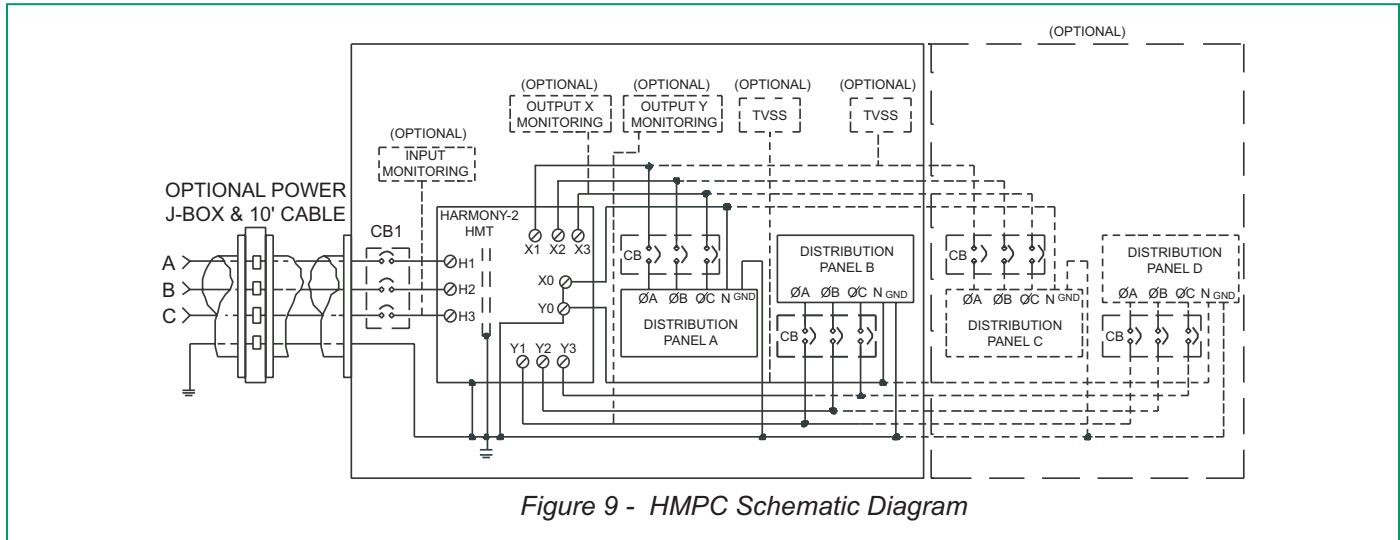 (OPTIONAL)
(OPTIONAL)
(OPTIONAL)
(OPTIONAL)
(OPTIONAL)
OUTPUT X
MONITORING
OUTPUT Y
MONITORING
TVSS
TVSS
(OPTIONAL)
INPUT
MONITORING
OPTIONAL POWER
J-BOX & 10' CABLE
CB1
A
B
C
HARMONY-2
HMT
H1
H2
H3
X1
X2
X3
X0
Y0
Y1
Y2
Y3
CB
ØA
ØB
ØC
N
GND
DISTRIBUTION
PANEL A
DISTRIBUTION
PANEL B
ØA
ØB
ØC
N
GND
CB
CB
ØA
ØB
ØC
N
GND
DISTRIBUTION
PANEL C
DISTRIBUTION
PANEL D
ØA
ØB
ØC
N
GND
CB
Figure 9 - HMPC Schematic Diagram